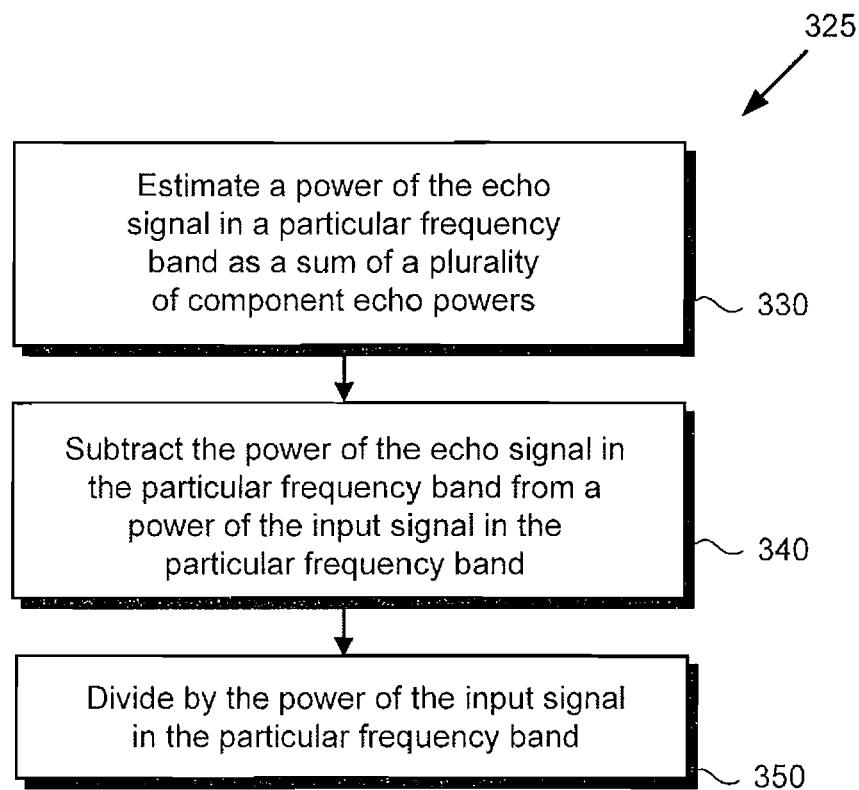 325
Estimate a power of the echo
signal in a particular frequency
band as a sum of a plurality
of component echo powers
330
Subtract the power of the echo signal in
the particular frequency band from a
power of the input signal in the
particular frequency band
340
Divide by the power of the input signal
in the particular frequency band
350